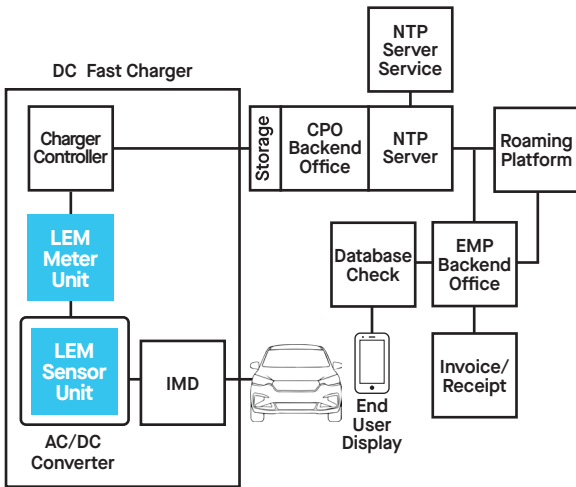 NTP
Server
Service
DC Fast Charger
Charger
Controller
Storage
CPO
Backend
Office
NTP
Server
Roaming
Platform
LEM
Meter
Unit
Database
Check
EMP
Backend
Office
LEM
Sensor
Unit
IMD
Invoice/
Receipt
End
User
Display
AC/DC
Converter